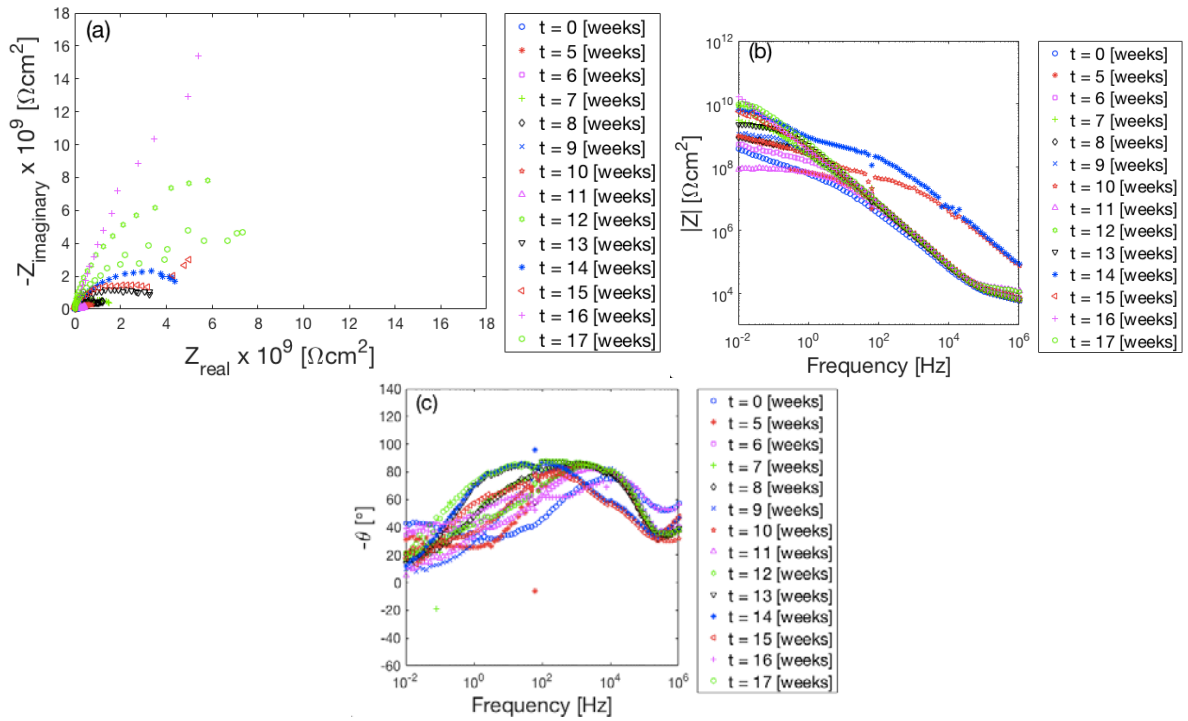 (a)
18
16
14
12
10
8
6
4
2
0
-Z_imaginary x 10^9 [Ωcm^2]
0 2 4 6 8 10 12 14 16 18
Z_real x 10^9 [Ωcm^2]
t = 0 [weeks]
t = 5 [weeks]
t = 6 [weeks]
t = 7 [weeks]
t = 8 [weeks]
t = 9 [weeks]
t = 10 [weeks]
t = 11 [weeks]
t = 12 [weeks]
t = 13 [weeks]
t = 14 [weeks]
t = 15 [weeks]
t = 16 [weeks]
t = 17 [weeks]
(b)
10^12
10^10
10^8
10^6
10^4
|Z| [Ωcm^2]
10^-2 10^0 10^2 10^4 10^6
Frequency [Hz]
t = 0 [weeks]
t = 5 [weeks]
t = 6 [weeks]
t = 7 [weeks]
t = 8 [weeks]
t = 9 [weeks]
t = 10 [weeks]
t = 11 [weeks]
t = 12 [weeks]
t = 13 [weeks]
t = 14 [weeks]
t = 15 [weeks]
t = 16 [weeks]
t = 17 [weeks]
(c)
140
120
100
80
60
40
20
0
-20
-40
-60
-θ [°]
10^-2 10^0 10^2 10^4 10^6
Frequency [Hz]
t = 0 [weeks]
t = 5 [weeks]
t = 6 [weeks]
t = 7 [weeks]
t = 8 [weeks]
t = 9 [weeks]
t = 10 [weeks]
t = 11 [weeks]
t = 12 [weeks]
t = 13 [weeks]
t = 14 [weeks]
t = 15 [weeks]
t = 16 [weeks]
t = 17 [weeks]